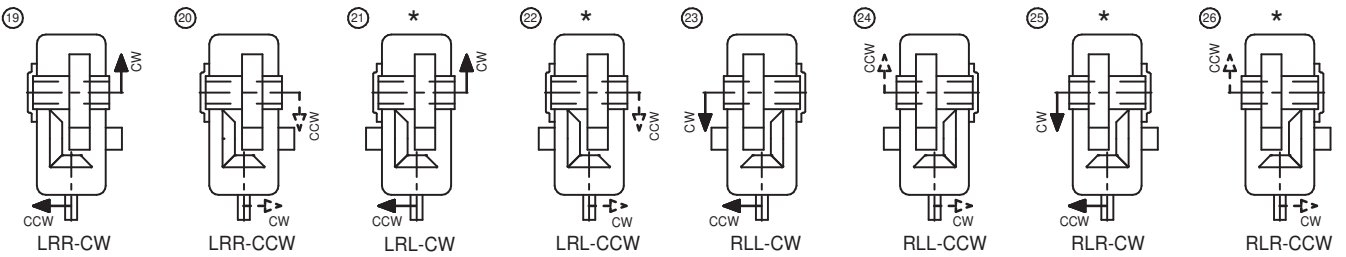 19 20 21 * 22 * 23 24 25 * 26 *
CW CCW CW CCW CW CCW CW CCW
CCW CW CCW CW CCW CW CCW CW
LRR-CW LRR-CCW LRL-CW LRL-CCW RLL-CW RLL-CCW RLR-CW RLR-CCW